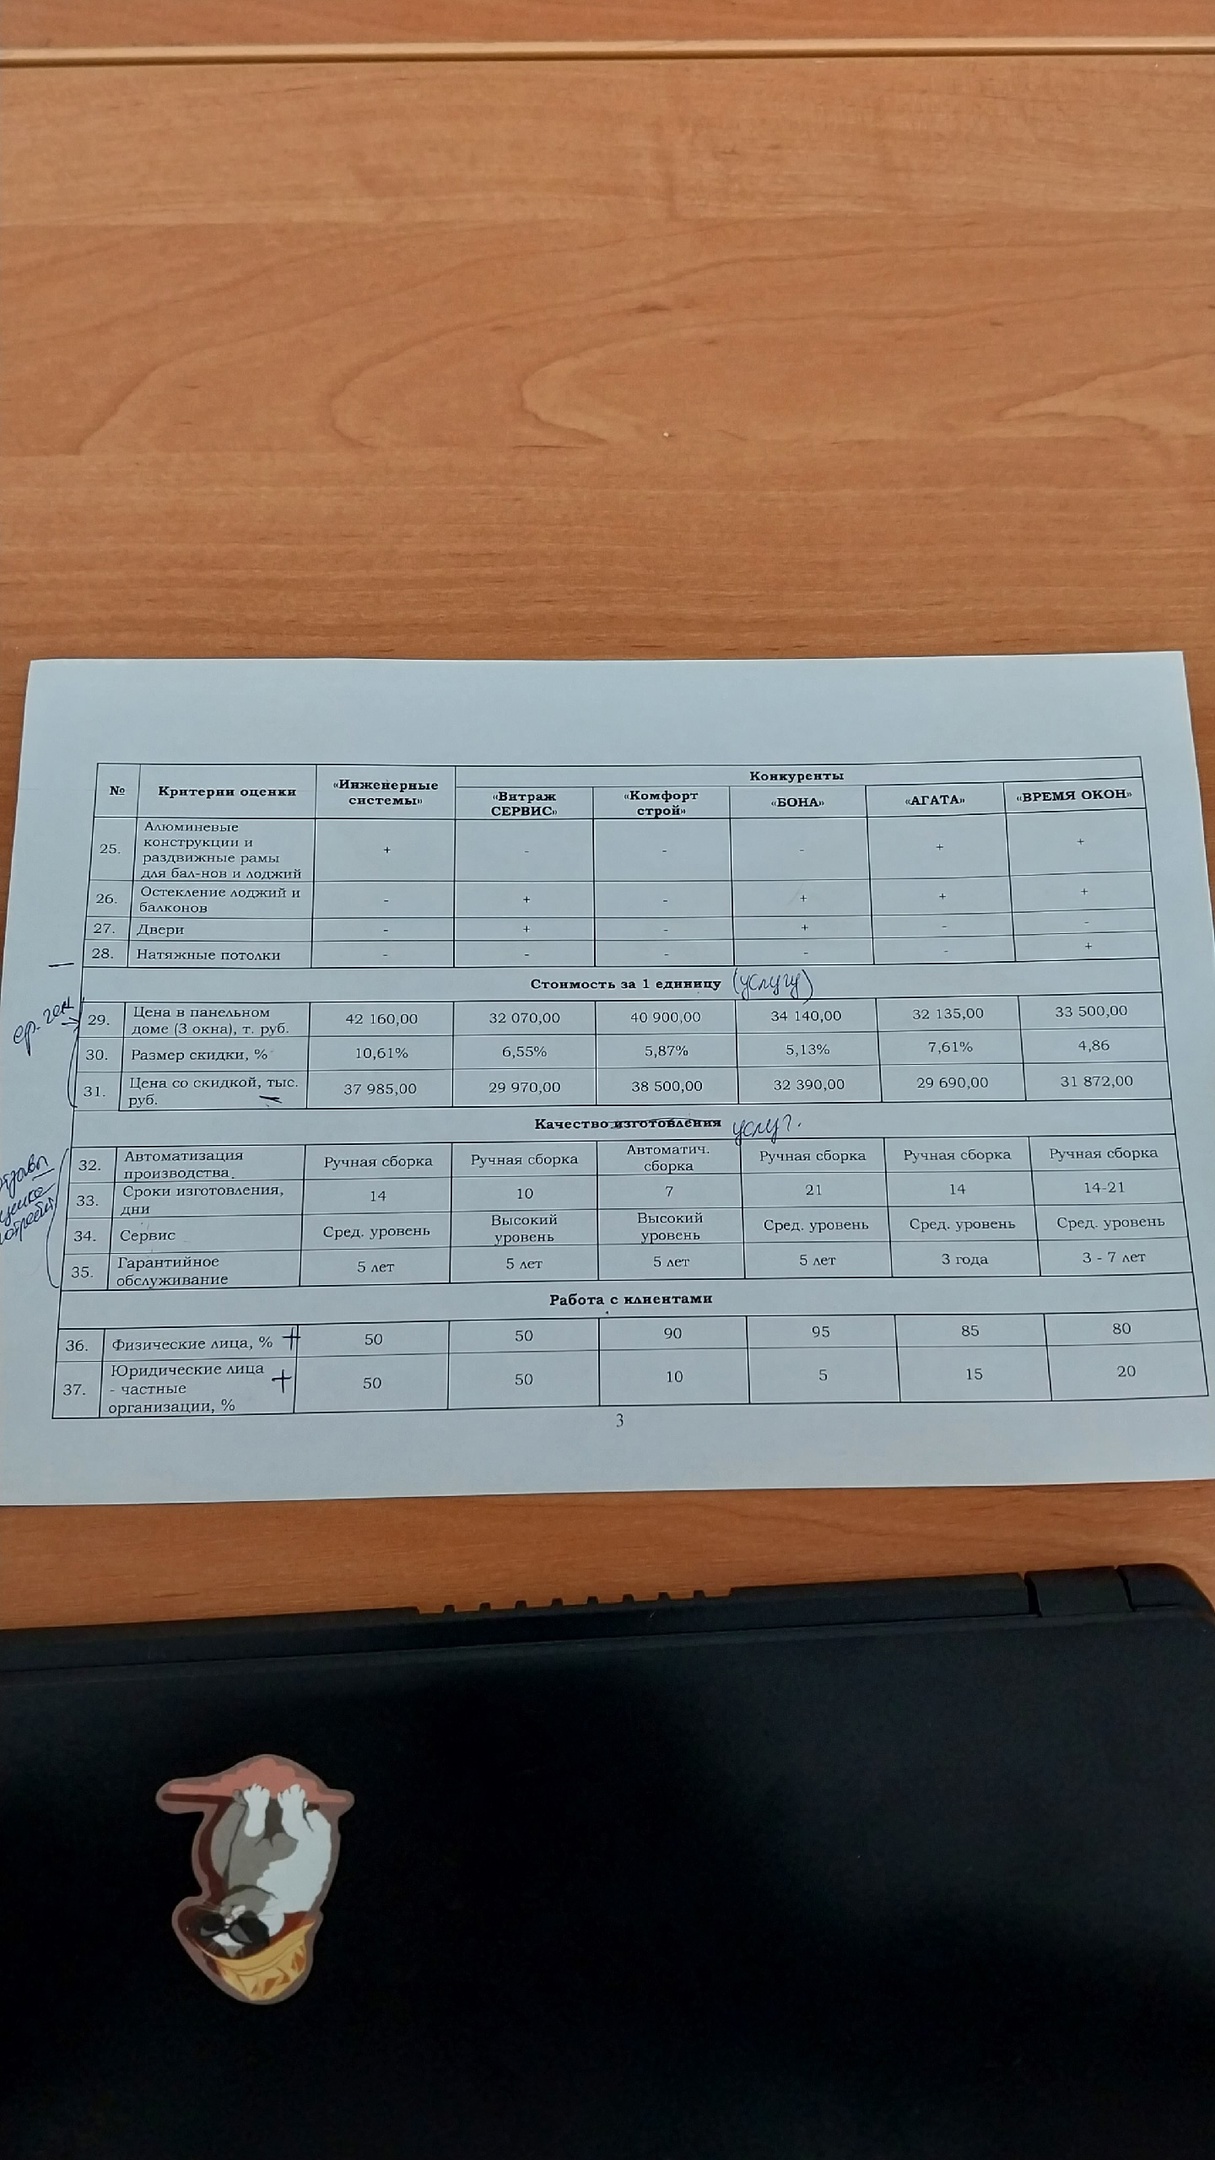 № Критерии оценки «Инженерные системы» Конкуренты
«Витраж СЕРВИС» «Комфорт строй» «БОНА» «АГАТА» «ВРЕМЯ ОКОН»
25. Алюминевые конструкции и раздвижные рамы для бал-нов и лоджий + - - - + +
26. Остекление лоджий и балконов - + - + + +
27. Двери - + - + - -
28. Натяжные потолки - - - - - +
Стоимость за 1 единицу (услугу)
ср. чек
29. Цена в панельном доме (3 окна), т. руб. 42 160,00 32 070,00 40 900,00 34 140,00 32 135,00 33 500,00
30. Размер скидки, % 10,61% 6,55% 5,87% 5,13% 7,61% 4,86
31. Цена со скидкой, тыс. руб. 37 985,00 29 970,00 38 500,00 32 390,00 29 690,00 31 872,00
Качество изготовления услуг.
32. Автоматизация производства. Ручная сборка Ручная сборка Автоматич. сборка Ручная сборка Ручная сборка Ручная сборка
33. Сроки изготовления, дни 14 10 7 21 14 14-21
34. Сервис Сред. уровень Высокий уровень Высокий уровень Сред. уровень Сред. уровень Сред. уровень
35. Гарантийное обслуживание 5 лет 5 лет 5 лет 5 лет 3 года 3 - 7 лет
Работа с клиентами
36. Физические лица, % + 50 50 90 95 85 80
37. Юридические лица - частные организации, % + 50 50 10 5 15 20
3